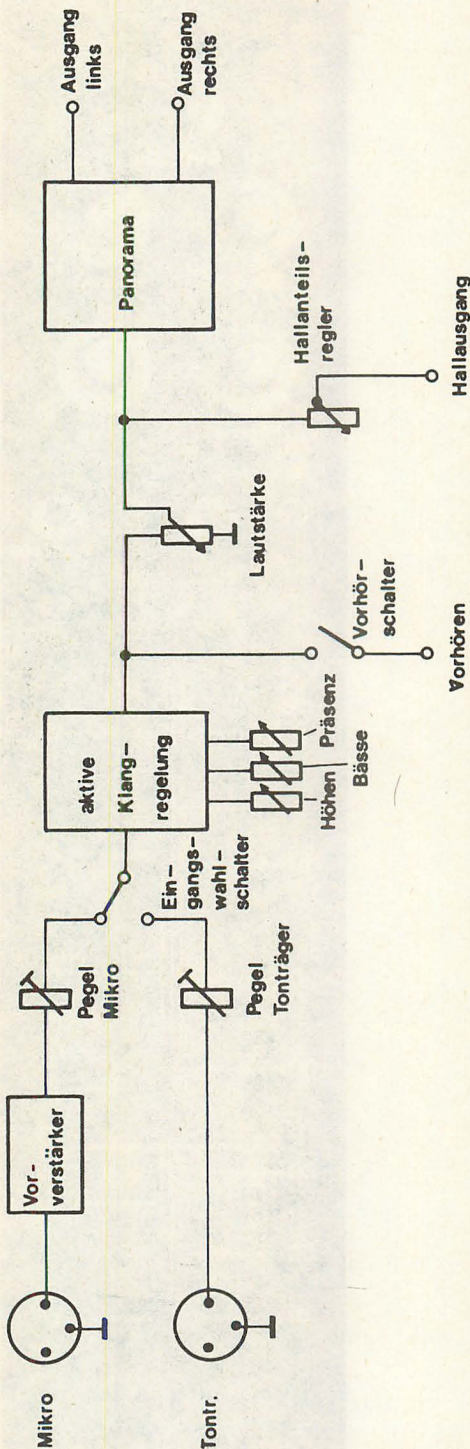 Mikro
Vor-
verstärker
Pegel
Mikro
Tontr.
Pegel
Tonträger
Ein-
gangs-
wahl-
schalter
aktive
Klang-
regelung
Höhen
Bässe
Präsenz
Vorhör-
schalter
Vorhören
Lautstärke
Hallanteils-
regler
Hallausgang
Panorama
Ausgang
links
Ausgang
rechts